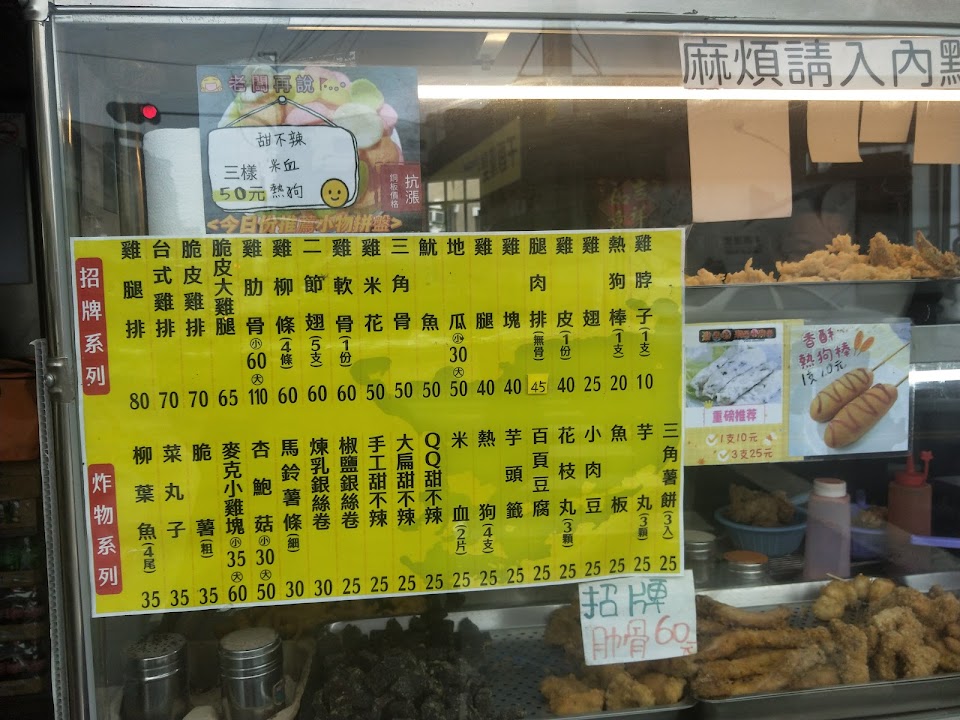 麻煩請入內點
老闆再說!...
甜不辣
三樣 米血
50元 熱狗
抗漲
銅板價格
<今日份推薦小物拼盤>
招牌系列
雞腿排 80
台式雞排 70
脆皮雞排 70
脆皮大雞腿 65
雞肋骨 小60 大110
雞柳條(4條) 60
二節翅(5支) 60
雞軟骨(1份) 60
雞米花 50
三角骨 50
魷魚 50
地瓜 小30 大50
雞腿 40
雞塊 40
腿肉排(無骨) 45
雞皮(1份) 40
雞翅 25
熱狗棒(1支) 20
雞脖子(1支) 10
炸物系列
柳葉魚(4尾) 35
菜丸子 35
脆薯(粗) 35
麥克小雞塊 小35 大60
杏鮑菇 小30 大50
馬鈴薯條(細) 30
煉乳銀絲卷 30
椒鹽銀絲卷 25
手工甜不辣 25
大扁甜不辣 25
QQ甜不辣 25
米血(2片) 25
熱狗(4支) 25
芋頭籤 25
百頁豆腐 25
花枝丸(3顆) 25
小肉豆 25
魚板 25
芋丸(3顆) 25
三角薯餅(3入) 25
重磅推薦
1支10元
3支25元
香酥
熱狗棒
1支10元
招牌
肋骨60元